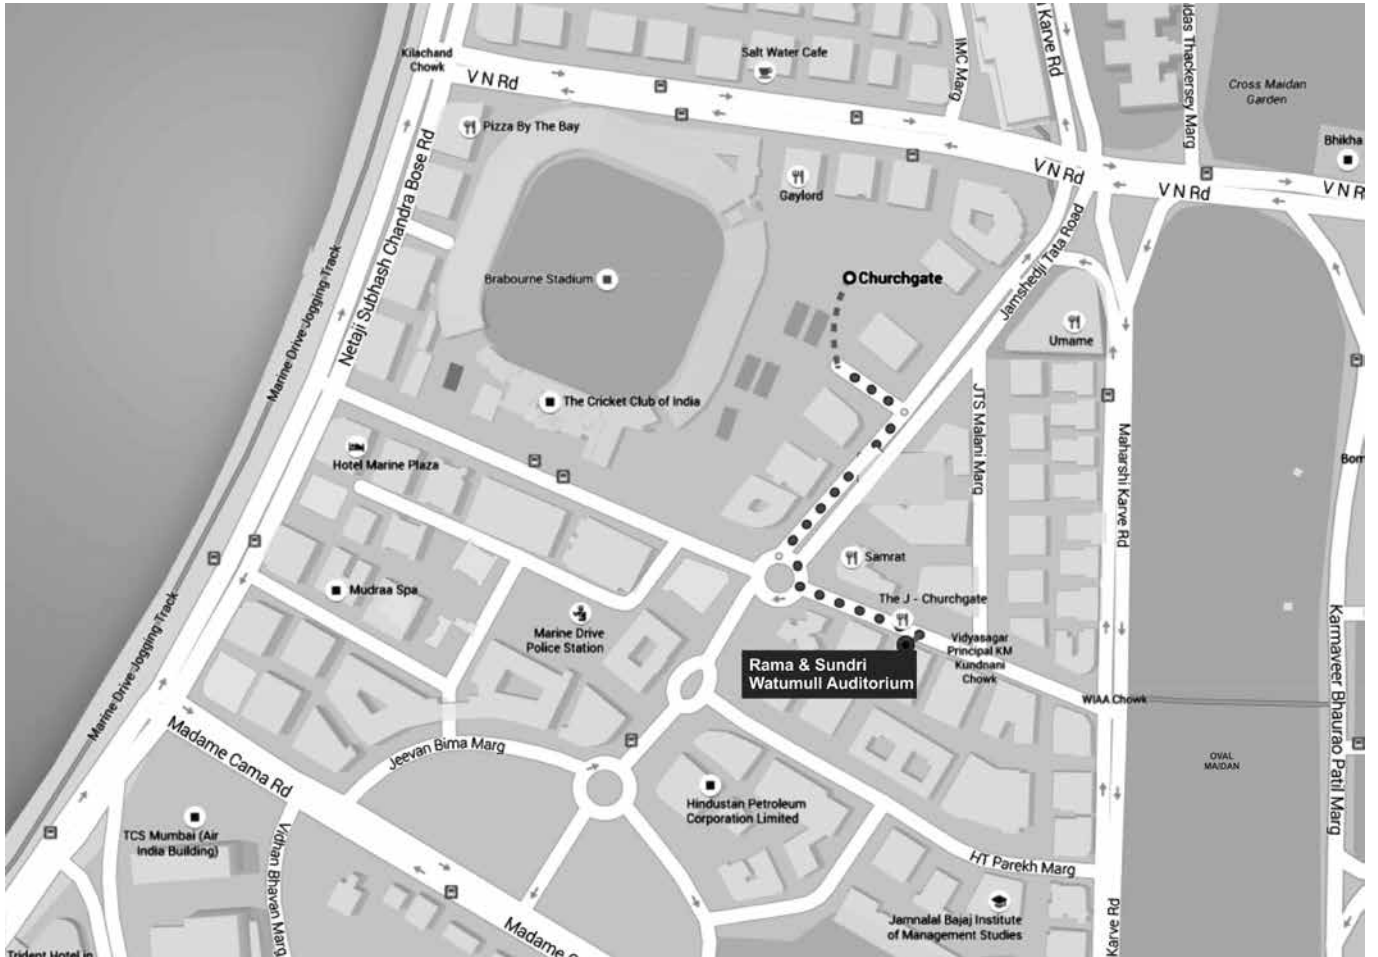 Kilachand
Chowk
V N Rd
Salt Water Cafe
IMC Marg
Karve Rd
Thackersey Marg
Cross Maidan
Garden
Bhikha
Pizza By The Bay
Netaji Subhash Chandra Bose Rd
Gaylord
V N Rd
V N Rd
V N R
Marine Drive Jogging Track
Brabourne Stadium
Churchgate
Jamshedji Tata Road
Umame
The Cricket Club of India
JTS Malani Marg
Maharshi Karve Rd
Hotel Marine Plaza
Bom
Samrat
Mudraa Spa
The J - Churchgate
Marine Drive
Police Station
Vidyasagar
Principal KM
Kundnani
Chowk
Rama & Sundri
Watumull Auditorium
Marine Drive Jogging Track
WIAA Chowk
Karmaveer Bhaurao Patil Marg
Madame Cama Rd
Jeevan Bima Marg
OVAL
MAIDAN
Hindustan Petroleum
Corporation Limited
TCS Mumbai (Air
India Building)
Vidhan Bhavan Marg
HT Parekh Marg
Jamnalal Bajaj Institute
of Management Studies
Karve Rd
Madame C
Trident Hotel in